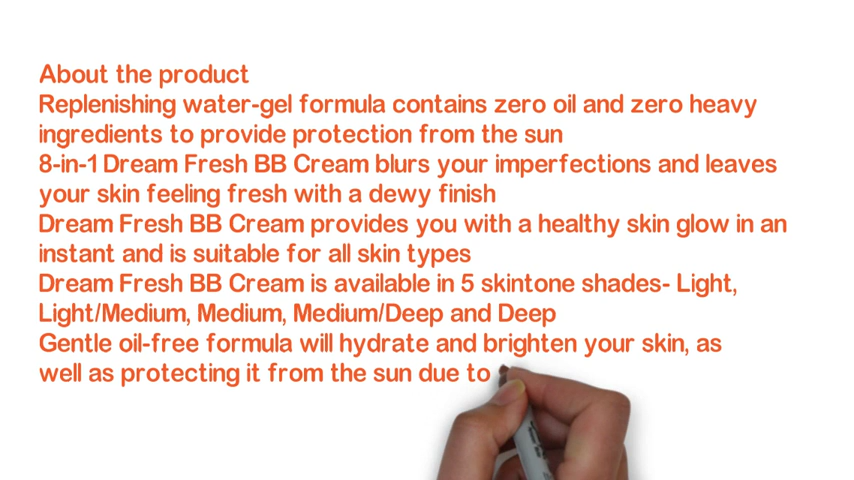 About the product
Replenishing water-gel formula contains zero oil and zero heavy
ingredients to provide protection from the sun
8-in-1 Dream Fresh BB Cream blurs your imperfections and leaves
your skin feeling fresh with a dewy finish
Dream Fresh BB Cream provides you with a healthy skin glow in an
instant and is suitable for all skin types
Dream Fresh BB Cream is available in 5 skintone shades- Light,
Light/Medium, Medium, Medium/Deep and Deep
Gentle oil-free formula will hydrate and brighten your skin, as
well as protecting it from the sun due to